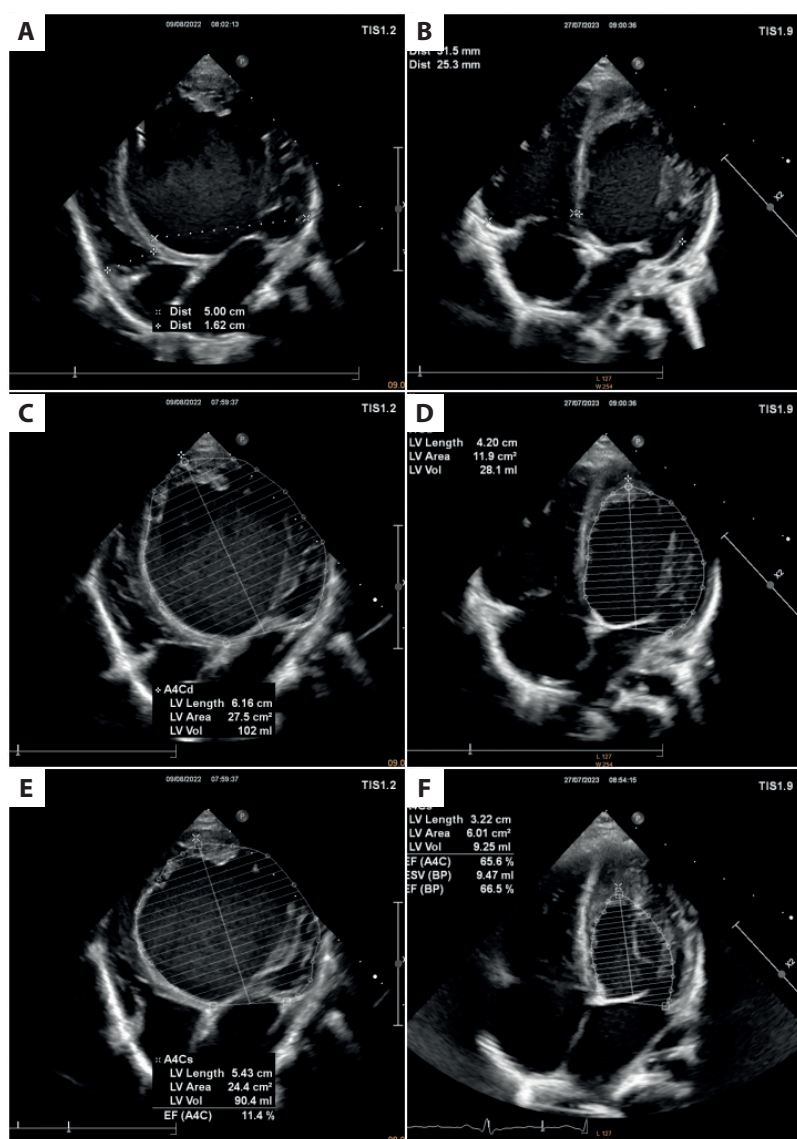 A
09/08/2022 08:02:13
TIS1.2
P
Dist 5.00 cm
Dist 1.62 cm
B
27/07/2023 09:00:36
TIS1.9
Dist 31.5 mm
Dist 25.3 mm
P
X2
L 127
W 254
C
09/08/2022 07:59:37
TIS1.2
P
A4Cd
LV Length 6.16 cm
LV Area 27.5 cm²
LV Vol 102 ml
D
27/07/2023 09:00:36
TIS1.9
LV Length 4.20 cm
LV Area 11.9 cm²
LV Vol 28.1 ml
P
X2
L 127
W 254
E
09/08/2022 07:59:37
TIS1.2
P
A4Cs
LV Length 5.43 cm
LV Area 24.4 cm²
LV Vol 90.4 ml
EF (A4C) 11.4 %
F
27/07/2023 08:54:15
TIS1.9
LV Length 3.22 cm
LV Area 6.01 cm²
LV Vol 9.25 ml
EF (A4C) 65.6 %
ESV (BP) 9.47 ml
EF (BP) 66.5 %
P
X2
L 127